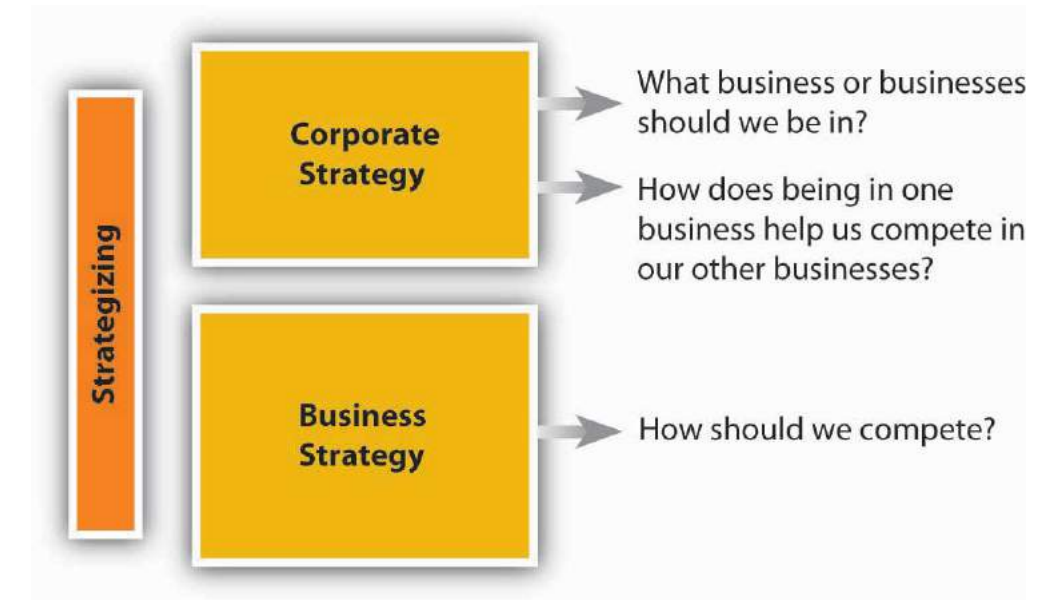 Strategizing
Corporate
Strategy
What business or businesses
should we be in?
How does being in one
business help us compete in
our other businesses?
Business
Strategy
How should we compete?